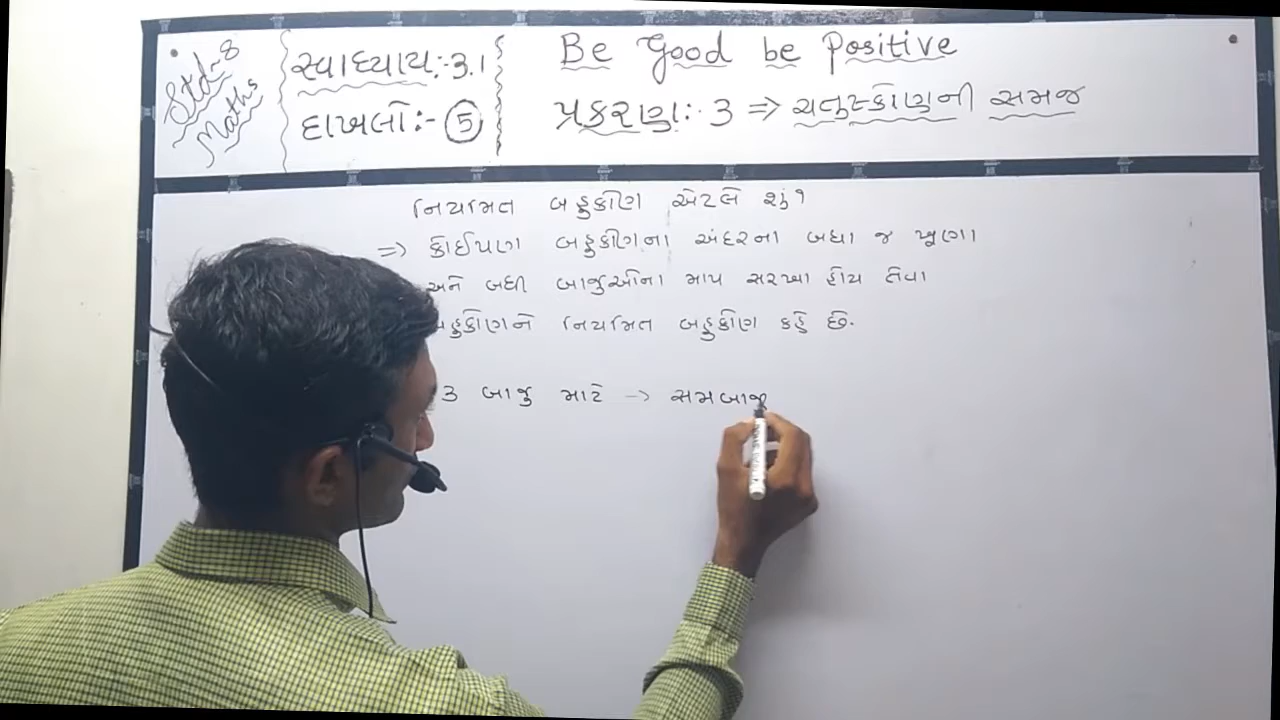 Std-8
Maths
સ્વાધ્યાય:-3.1
દાખલો:- 5
Be Good be Positive
પ્રકરણ:- 3 ⇒ ચતુષ્કોણની સમજ
નિયમિત બહુકોણ એટલે શું?
⇒ કોઈપણ બહુકોણના અંદરના બધા જ ખૂણા
અને બધી બાજુઓના માપ સરખા હોય તેવા
બહુકોણને નિયમિત બહુકોણ કહે છે.
3 બાજુ માટે → સમબાજુ